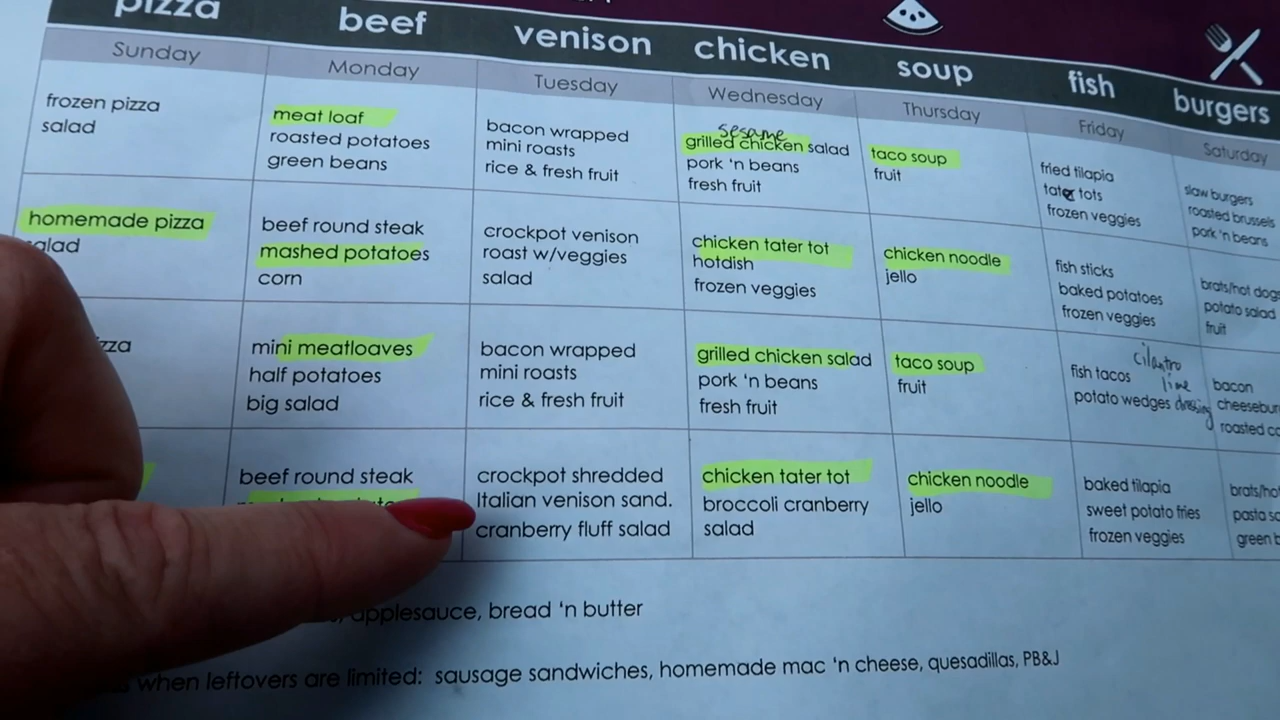 pizza beef venison chicken soup fish burgers
Sunday Monday Tuesday Wednesday Thursday Friday Saturday
frozen pizza
salad
meat loaf
roasted potatoes
green beans
bacon wrapped
mini roasts
rice & fresh fruit
sesame
grilled chicken salad
pork 'n beans
fresh fruit
taco soup
fruit
fried tilapia
tater tots
frozen veggies
slaw burgers
roasted brussels
pork 'n beans
homemade pizza
salad
beef round steak
mashed potatoes
corn
crockpot venison
roast w/veggies
salad
chicken tater tot
hotdish
frozen veggies
chicken noodle
jello
fish sticks
baked potatoes
frozen veggies
brats/hot dogs
potato salad
fruit
mini meatloaves
half potatoes
big salad
bacon wrapped
mini roasts
rice & fresh fruit
grilled chicken salad
pork 'n beans
fresh fruit
taco soup
fruit
cilantro
fish tacos lime
potato wedges dressing
bacon
roasted
beef round steak
crockpot shredded
Italian venison sand.
cranberry fluff salad
chicken tater tot
broccoli cranberry
salad
chicken noodle
jello
baked tilapia
sweet potato fries
frozen veggies
pasta
green
applesauce, bread 'n butter
when leftovers are limited: sausage sandwiches, homemade mac 'n cheese, quesadillas, PB&J